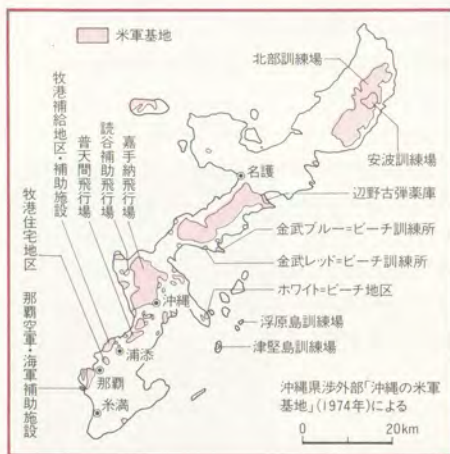 米軍基地
北部訓練場
安波訓練場
名護
辺野古弾薬庫
金武ブルー=ビーチ訓練所
金武レッド=ビーチ訓練所
ホワイト=ビーチ地区
浮原島訓練場
津堅島訓練場
嘉手納飛行場
読谷補助飛行場
普天間飛行場
牧港補給地区・補助施設
牧港住宅地区
那覇空軍・海軍補助施設
沖縄
浦添
那覇
糸満
沖縄県渉外部「沖縄の米軍
基地」(1974年)による
0 20km